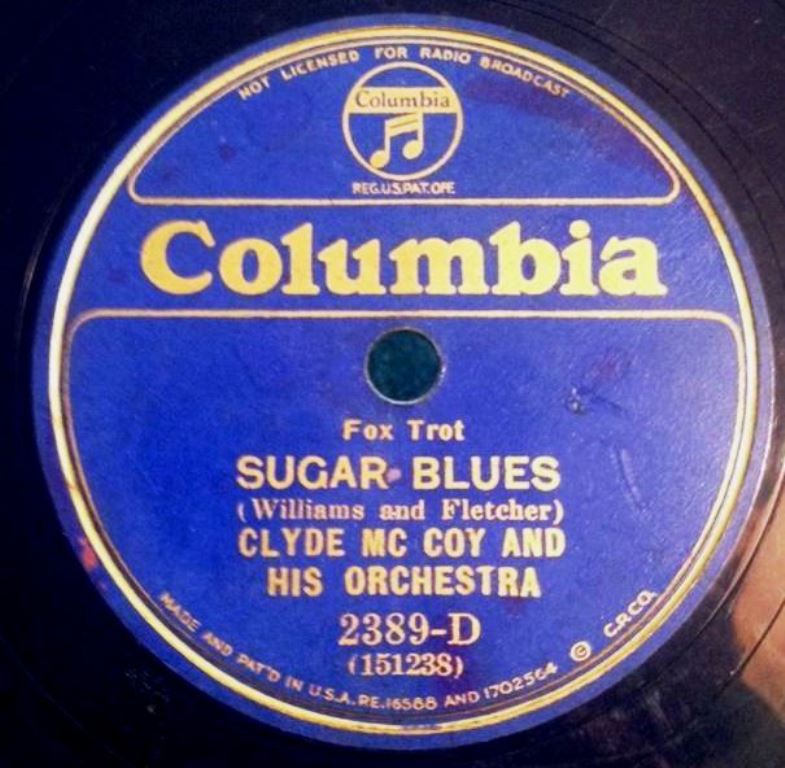 NOT LICENSED FOR RADIO BROADCAST
Columbia
REG.U.S.PAT.OFF.
Columbia
Fox Trot
SUGAR BLUES
(Williams and Fletcher)
CLYDE MC COY AND
HIS ORCHESTRA
2389-D
(151238)
MADE AND PAT'D IN U.S.A. RE.16588 AND 1702564 © C.P.CO.